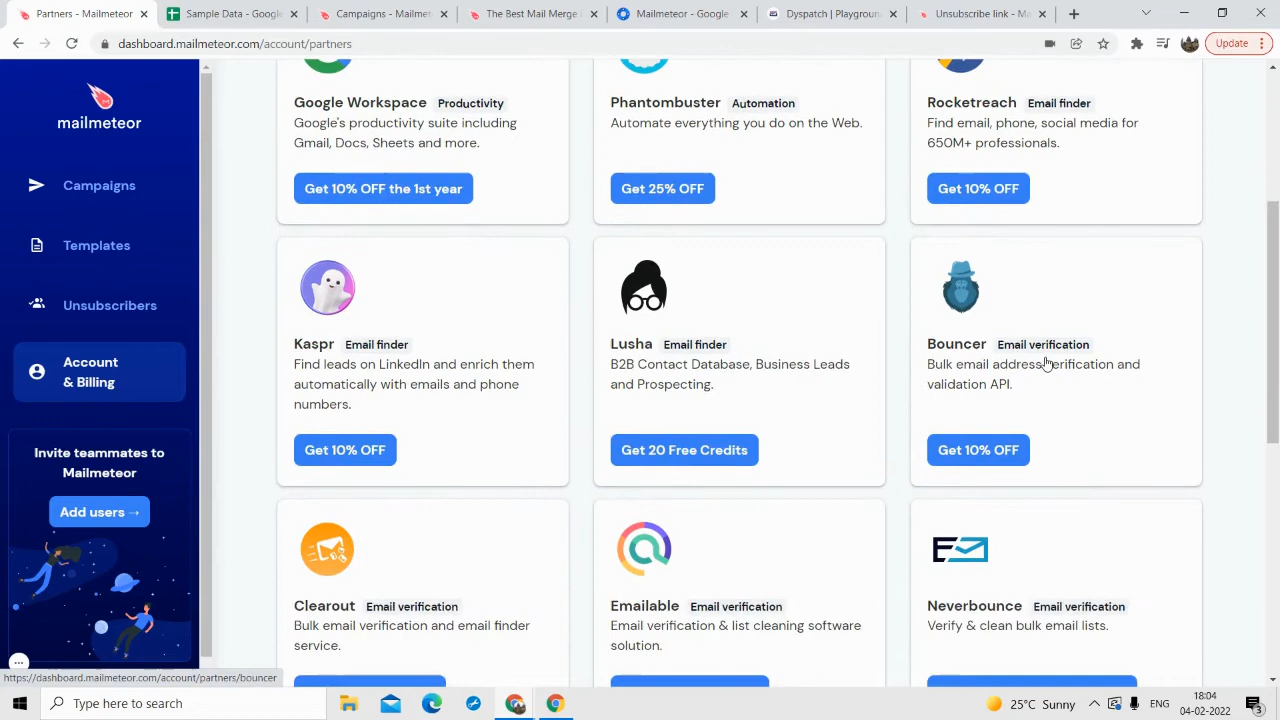 Partners - Mailmeteor
Sample Data - Google
Campaigns - Mailmet
The Best Mail Merge
Mailmeteor - Google
Dyspatch | Playgroun
Unsubscribe link - Ma
dashboard.mailmeteor.com/account/partners
Update
mailmeteor
Campaigns
Templates
Unsubscribers
Account
& Billing
Invite teammates to
Mailmeteor
Add users →
Google Workspace Productivity
Google's productivity suite including
Gmail, Docs, Sheets and more.
Get 10% OFF the 1st year
Phantombuster Automation
Automate everything you do on the Web.
Get 25% OFF
Rocketreach Email finder
Find email, phone, social media for
650M+ professionals.
Get 10% OFF
Kaspr Email finder
Find leads on LinkedIn and enrich them
automatically with emails and phone
numbers.
Get 10% OFF
Lusha Email finder
B2B Contact Database, Business Leads
and Prospecting.
Get 20 Free Credits
Bouncer Email verification
Bulk email address verification and
validation API.
Get 10% OFF
Clearout Email verification
Bulk email verification and email finder
service.
Emailable Email verification
Email verification & list cleaning software
solution.
Neverbounce Email verification
Verify & clean bulk email lists.
https://dashboard.mailmeteor.com/account/partners/bouncer
Type here to search
25°C Sunny
ENG
18:04
04-02-2022
3